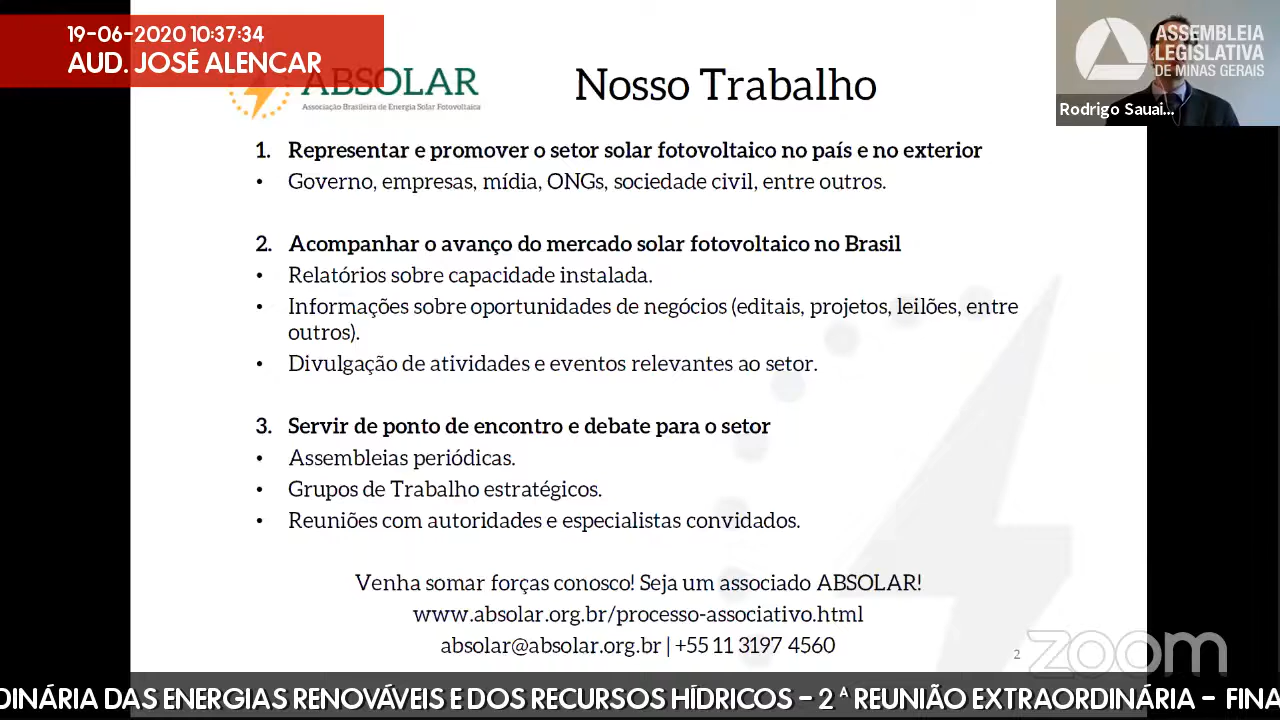 19-06-2020 10:37:34
AUD. JOSÉ ALENCAR
ABSOLAR
Associação Brasileira de Energia Solar Fotovoltaica
Nosso Trabalho
ASSEMBLEIA
LEGISLATIVA
DE MINAS GERAIS
Rodrigo Sauai...
1. Representar e promover o setor solar fotovoltaico no país e no exterior
• Governo, empresas, mídia, ONGs, sociedade civil, entre outros.
2. Acompanhar o avanço do mercado solar fotovoltaico no Brasil
• Relatórios sobre capacidade instalada.
• Informações sobre oportunidades de negócios (editais, projetos, leilões, entre
outros).
• Divulgação de atividades e eventos relevantes ao setor.
3. Servir de ponto de encontro e debate para o setor
• Assembleias periódicas.
• Grupos de Trabalho estratégicos.
• Reuniões com autoridades e especialistas convidados.
Venha somar forças conosco! Seja um associado ABSOLAR!
www.absolar.org.br/processo-associativo.html
absolar@absolar.org.br | +55 11 3197 4560
2
zoom
DINÁRIA DAS ENERGIAS RENOVÁVEIS E DOS RECURSOS HÍDRICOS – 2 ª REUNIÃO EXTRAORDINÁRIA – FINA